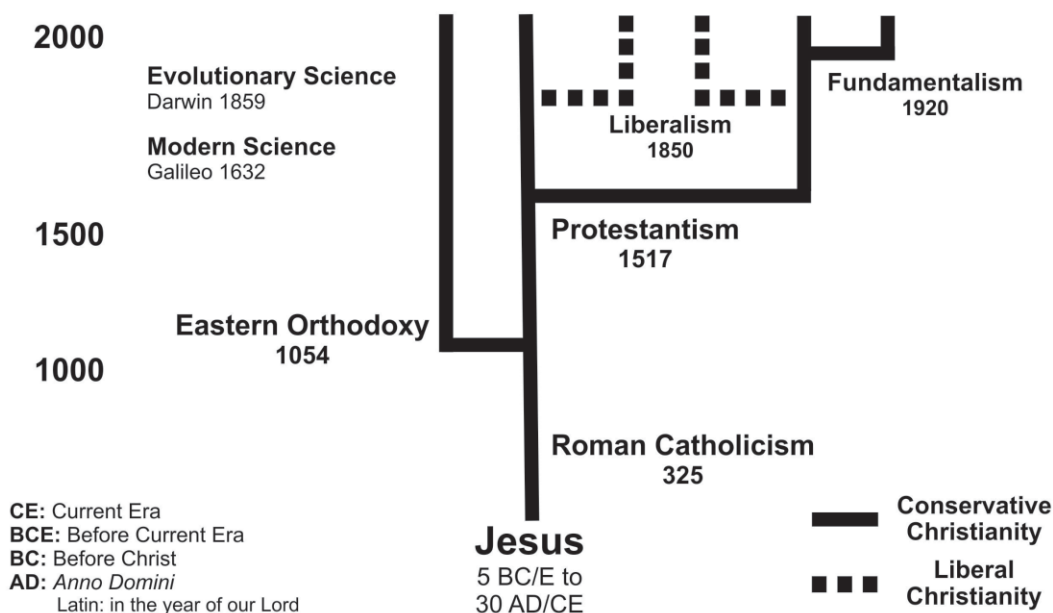 2000
Evolutionary Science
Darwin 1859
Modern Science
Galileo 1632
Fundamentalism
1920
Liberalism
1850
1500
Protestantism
1517
Eastern Orthodoxy
1054
1000
Roman Catholicism
325
CE: Current Era
BCE: Before Current Era
BC: Before Christ
AD: Anno Domini
Latin: in the year of our Lord
Jesus
5 BC/E to
30 AD/CE
Conservative
Christianity
Liberal
Christianity